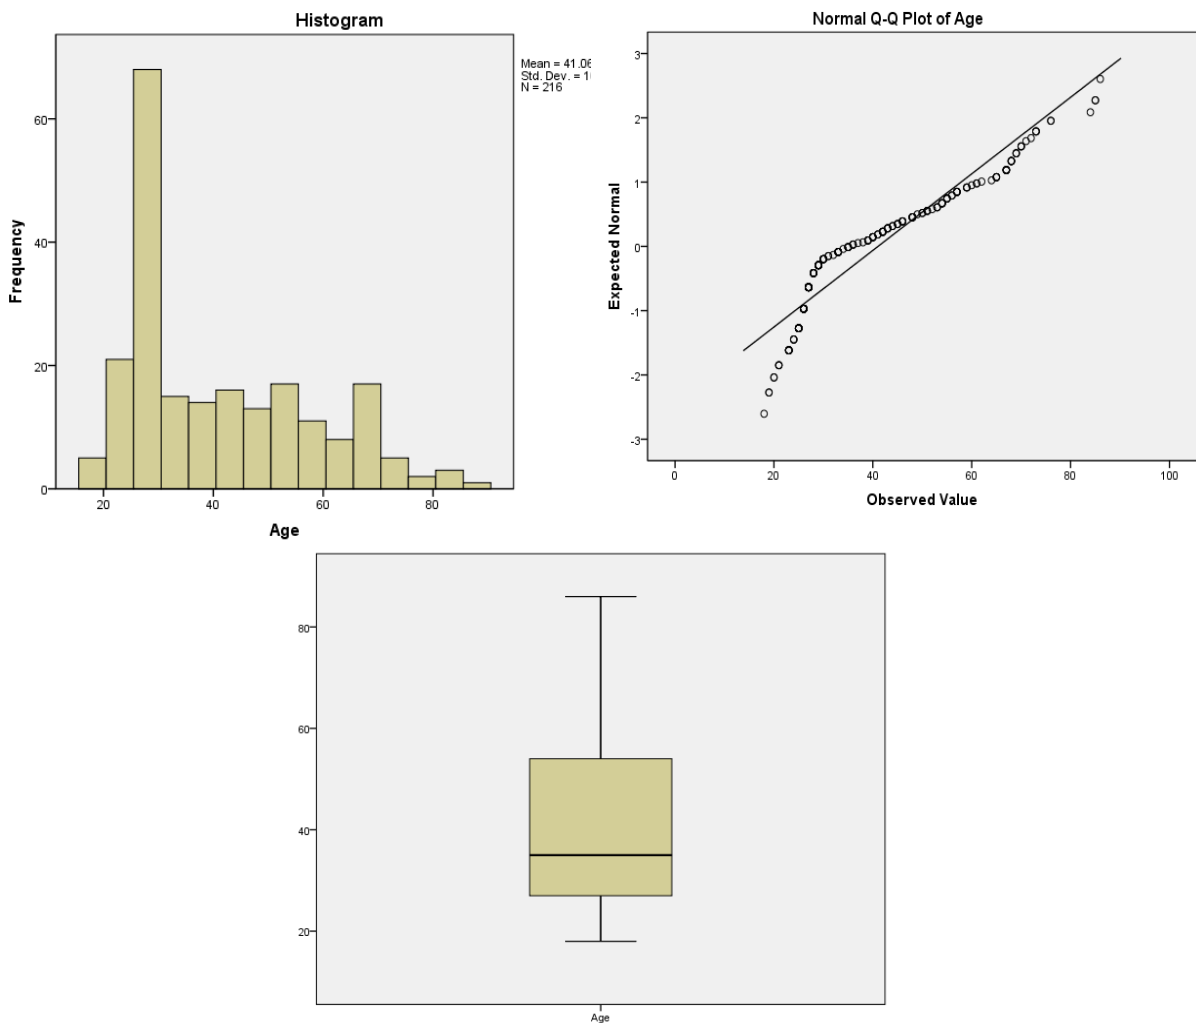 Histogram
Mean = 41.06
Std. Dev. =
N = 216
Frequency
60
40
20
0
20 40 60 80
Age
Normal Q-Q Plot of Age
Expected Normal
3
2
1
0
-1
-2
-3
0 20 40 60 80 100
Observed Value
80
60
40
20
Age